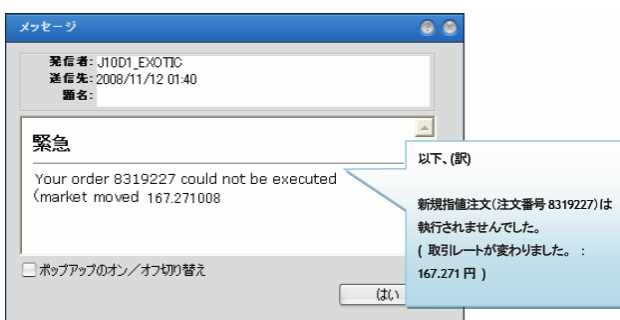 メッセージ
発信者: J10D1_EXOTIC
送信先: 2008/11/12 01:40
題名:
緊急
Your order 8319227 could not be executed
(market moved 167.271008
ポップアップのオン／オフ切り替え
はい
以下、(訳)
新規指値注文(注文番号 8319227)は
執行されませんでした。
( 取引レートが変わりました。 :
167.271 円 )